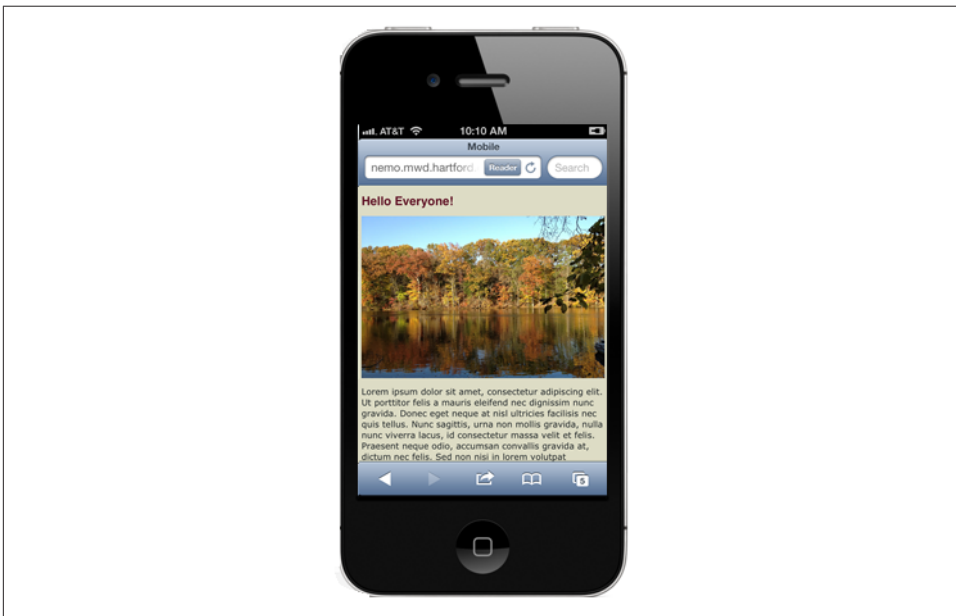 AT&T 10:10 AM
Mobile
nemo.mwd.hartford. Reader Search
Hello Everyone!
Lorem ipsum dolor sit amet, consectetur adipiscing elit.
Ut porttitor felis a mauris eleifend nec dignissim nunc
gravida. Donec eget neque at nisl ultricies facilisis nec
quis tellus. Nunc sagittis, urna non mollis gravida, nulla
nunc viverra lacus, id consectetur massa velit et felis.
Praesent neque odio, accumsan convallis gravida at,
dictum nec felis. Sed non nisi in lorem volutpat
5